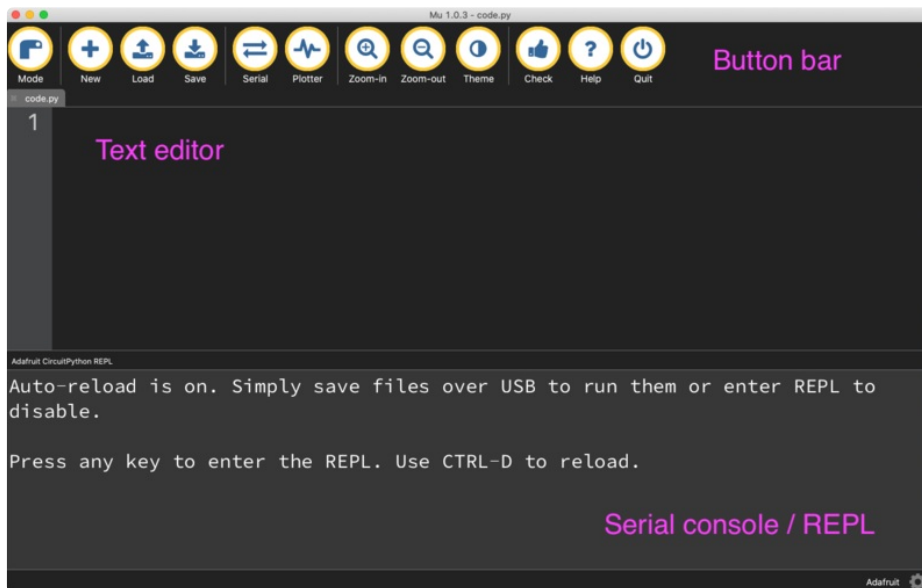 Mu 1.0.3 - code.py
Mode New Load Save Serial Plotter Zoom-in Zoom-out Theme Check Help Quit
Button bar
code.py
1
Text editor
Adafruit CircuitPython REPL
Auto-reload is on. Simply save files over USB to run them or enter REPL to
disable.
Press any key to enter the REPL. Use CTRL-D to reload.
Serial console / REPL
Adafruit